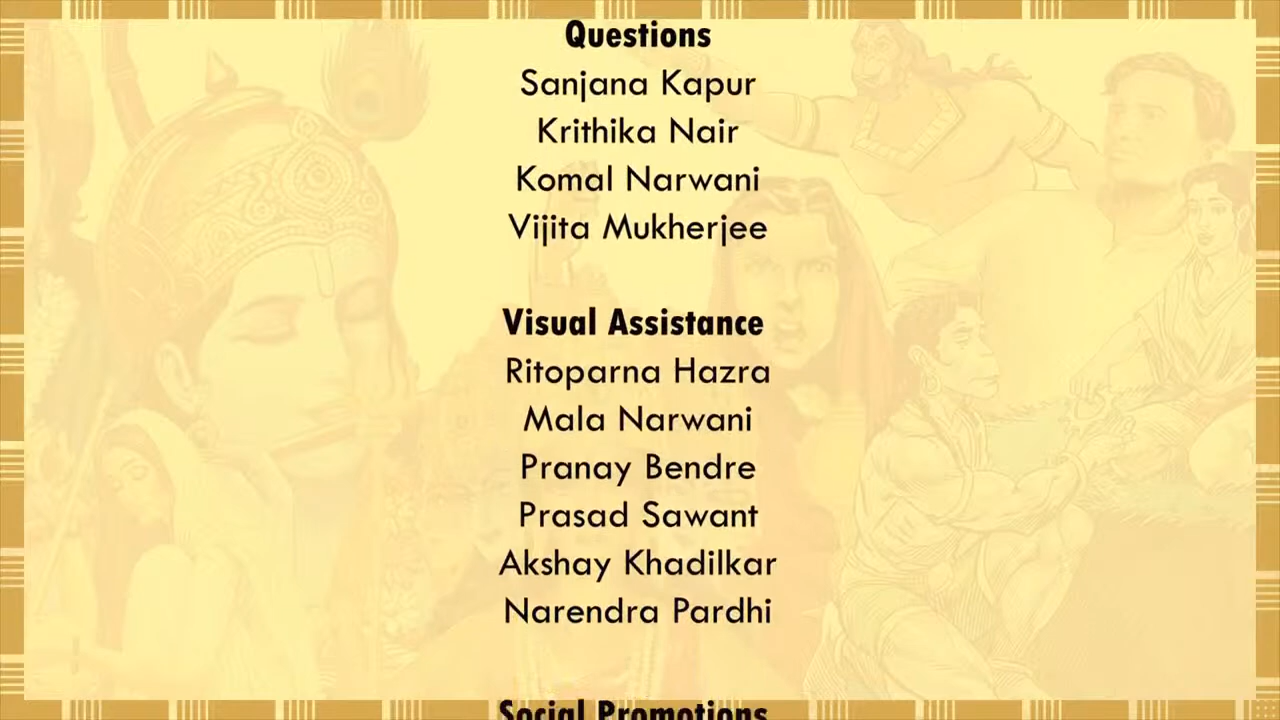 Questions
Sanjana Kapur
Krithika Nair
Komal Narwani
Vijita Mukherjee
Visual Assistance
Ritoparna Hazra
Mala Narwani
Pranay Bendre
Prasad Sawant
Akshay Khadilkar
Narendra Pardhi
Social Promotions